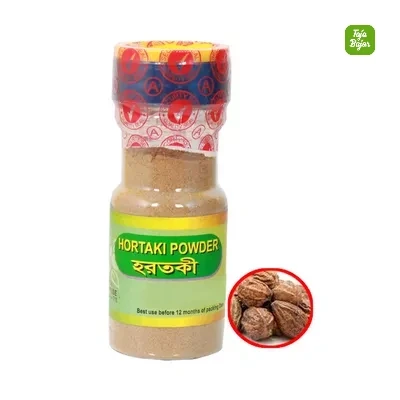 Taja
Bajar
A
HORTAKI POWDER
হরতকী
Best use before 12 months of packing